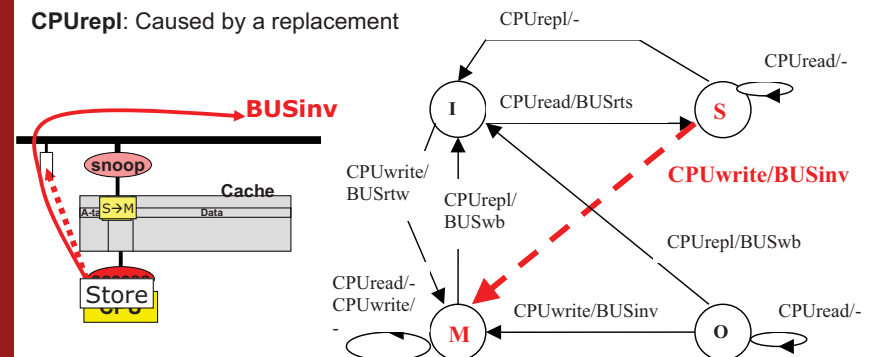 CPUrepl: Caused by a replacement
CPUrepl/-
CPUread/-
BUSinv
I
CPUread/BUSrts
S
snoop
CPUwrite/
BUSrtw
CPUwrite/BUSinv
Cache
CPUrepl/
BUSwb
S→M
A-ta
Data
CPUrepl/BUSwb
CPUread/-
CPUwrite/
-
Store
CPUwrite/BUSinv
CPUread/-
M
O